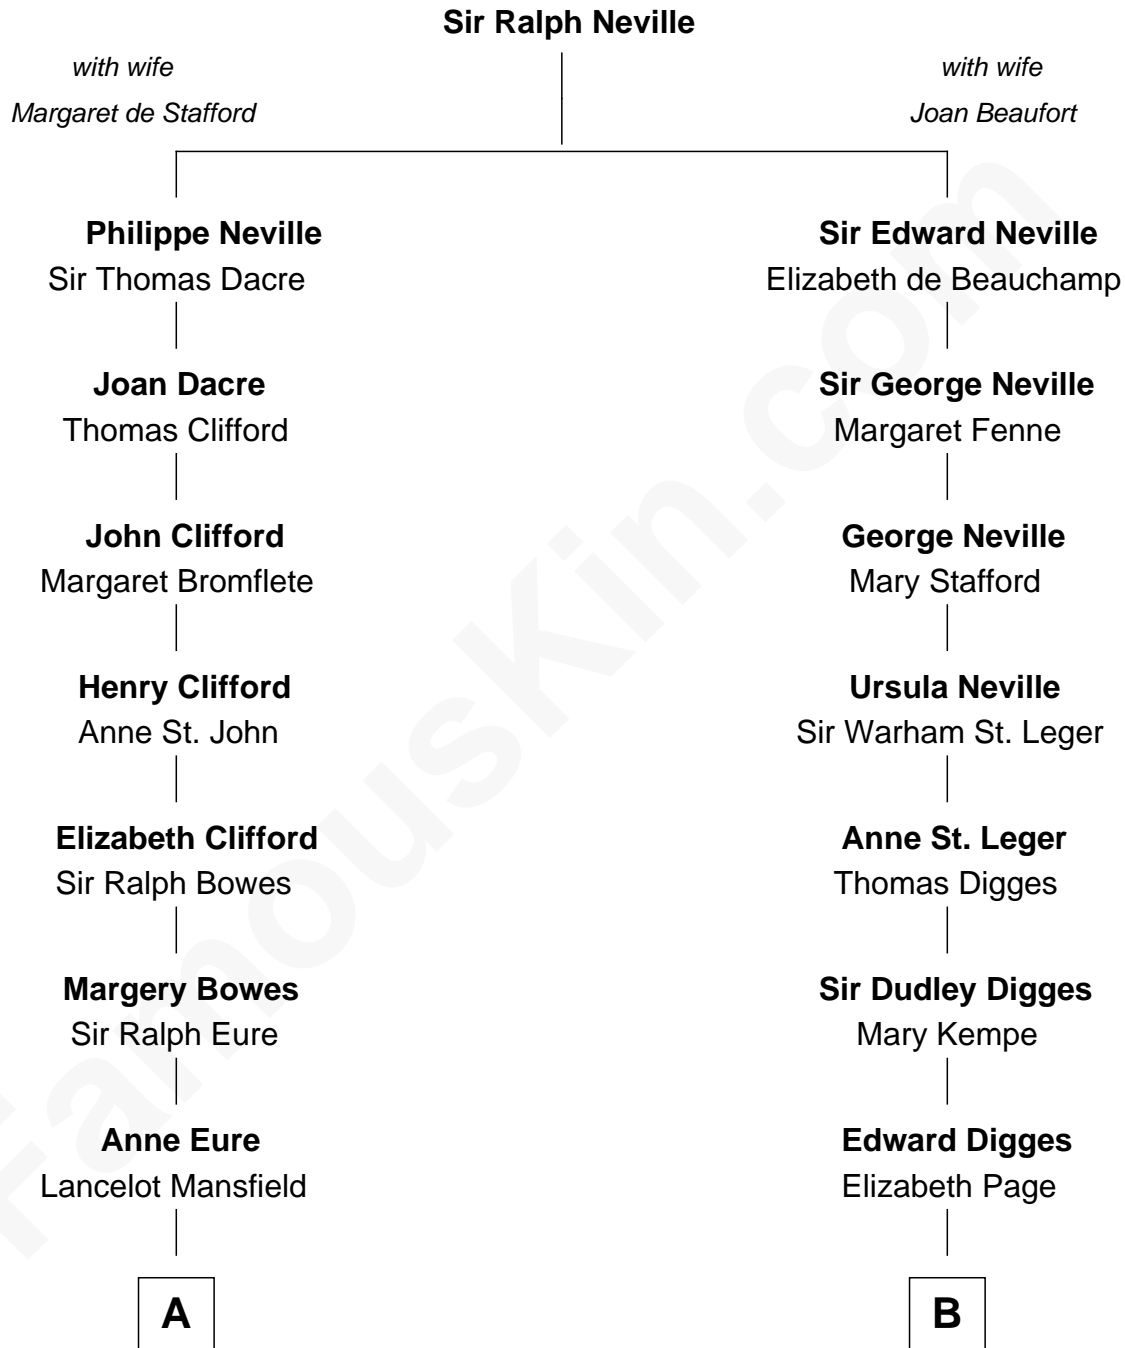 Sir Ralph Neville
with wife
Margaret de Stafford
with wife
Joan Beaufort
Philippe Neville
Sir Thomas Dacre
Joan Dacre
Thomas Clifford
John Clifford
Margaret Bromflete
Henry Clifford
Anne St. John
Elizabeth Clifford
Sir Ralph Bowes
Margery Bowes
Sir Ralph Eure
Anne Eure
Lancelot Mansfield
A
Sir Edward Neville
Elizabeth de Beauchamp
Sir George Neville
Margaret Fenne
George Neville
Mary Stafford
Ursula Neville
Sir Warham St. Leger
Anne St. Leger
Thomas Digges
Sir Dudley Digges
Mary Kempe
Edward Digges
Elizabeth Page
B
FamousKin.com